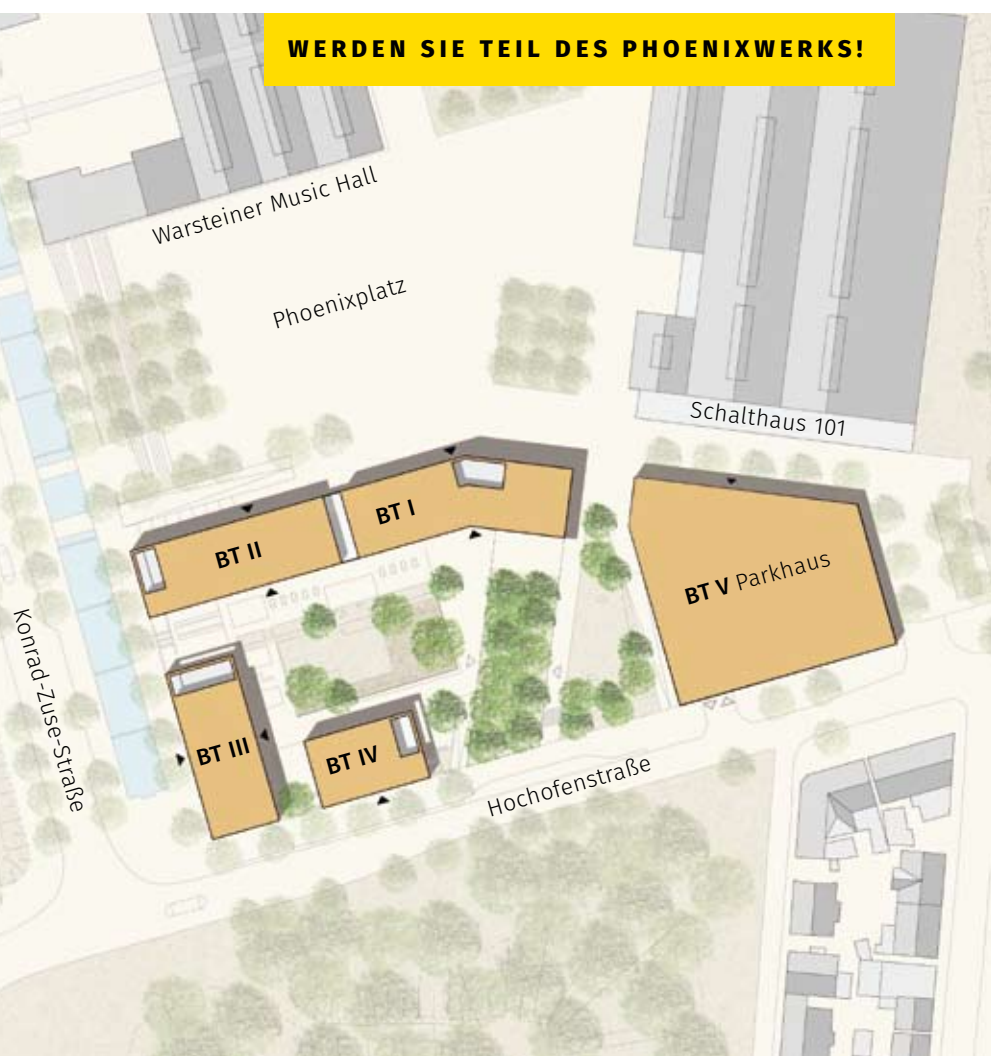 WERDEN SIE TEIL DES PHOENIXWERKS!
Warsteiner Music Hall
Phoenixplatz
Schalthaus 101
BT I
BT II
BT V Parkhaus
Konrad-Zuse-Straße
BT III
BT IV
Hochofenstraße